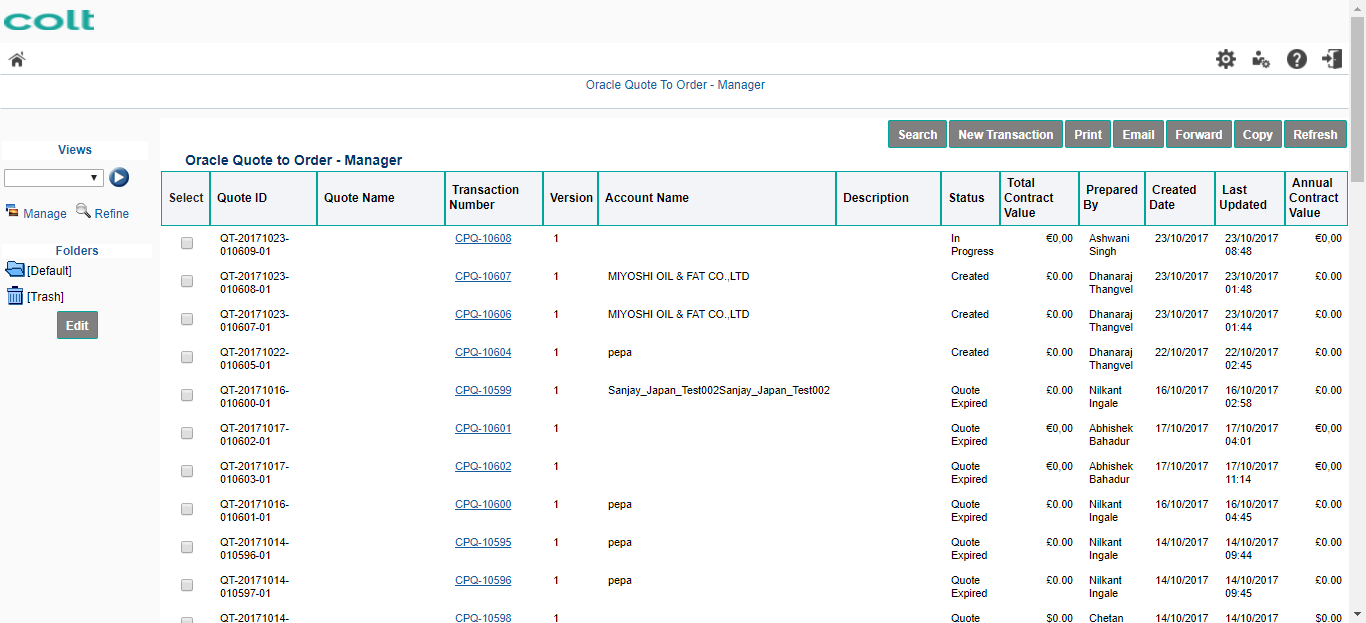 colt
Oracle Quote To Order - Manager
Views
Manage Refine
Folders
[Default]
[Trash]
Edit
Search New Transaction Print Email Forward Copy Refresh
Oracle Quote to Order - Manager
Select Quote ID Quote Name Transaction Number Version Account Name Description Status Total Contract Value Prepared By Created Date Last Updated Annual Contract Value
QT-20171023- CPQ-10608 1 In €0,00 Ashwani 23/10/2017 23/10/2017 €0,00
010609-01 Progress Singh 08:48
QT-20171023- CPQ-10607 1 MIYOSHI OIL & FAT CO.,LTD Created £0.00 Dhanaraj 23/10/2017 23/10/2017 £0.00
010608-01 Thangvel 01:48
QT-20171023- CPQ-10606 1 MIYOSHI OIL & FAT CO.,LTD Created £0.00 Dhanaraj 23/10/2017 23/10/2017 £0.00
010607-01 Thangvel 01:44
QT-20171022- CPQ-10604 1 pepa Created £0.00 Dhanaraj 22/10/2017 22/10/2017 £0.00
010605-01 Thangvel 02:45
QT-20171016- CPQ-10599 1 Sanjay_Japan_Test002Sanjay_Japan_Test002 Quote £0.00 Nilkant 16/10/2017 16/10/2017 £0.00
010600-01 Expired Ingale 02:58
QT-20171017- CPQ-10601 1 Quote €0,00 Abhishek 17/10/2017 17/10/2017 €0,00
010602-01 Expired Bahadur 04:01
QT-20171017- CPQ-10602 1 Quote €0,00 Abhishek 17/10/2017 17/10/2017 €0,00
010603-01 Expired Bahadur 11:14
QT-20171016- CPQ-10600 1 pepa Quote £0.00 Nilkant 16/10/2017 16/10/2017 £0.00
010601-01 Expired Ingale 04:45
QT-20171014- CPQ-10595 1 pepa Quote £0.00 Nilkant 14/10/2017 14/10/2017 £0.00
010596-01 Expired Ingale 09:44
QT-20171014- CPQ-10596 1 pepa Quote £0.00 Nilkant 14/10/2017 14/10/2017 £0.00
010597-01 Expired Ingale 09:45
QT-20171014- CPQ-10598 1 Quote $0.00 Chetan 14/10/2017 14/10/2017 $0.00